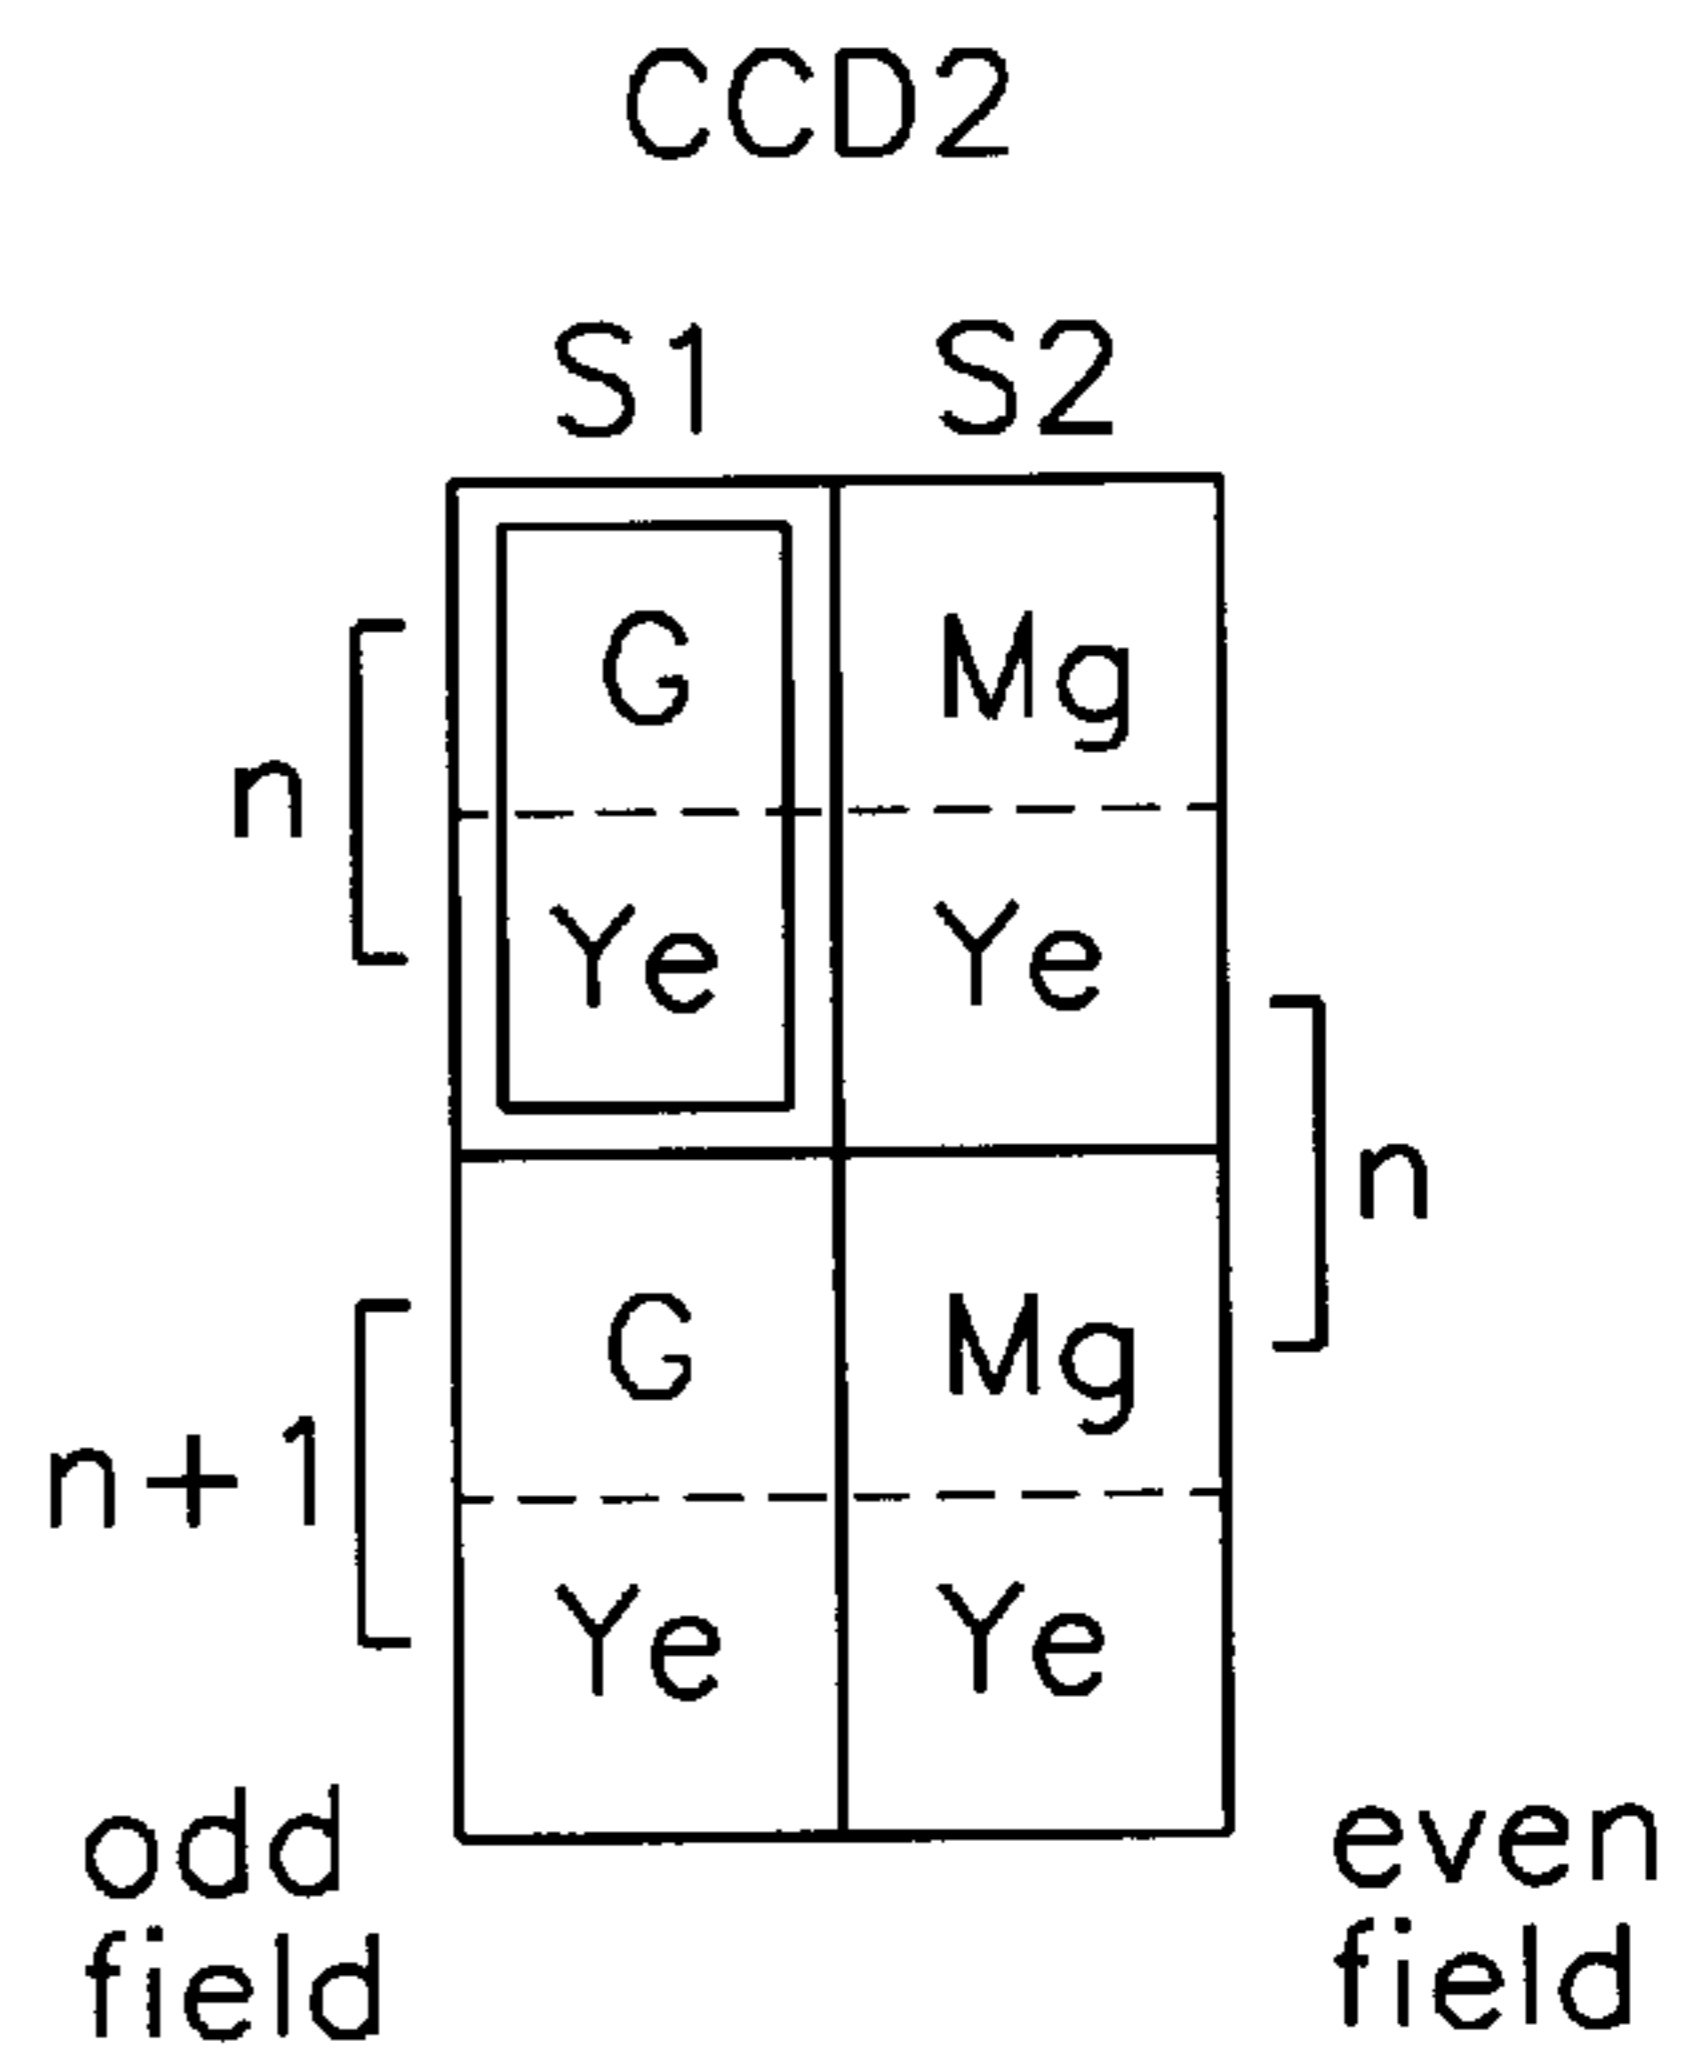 CCD2
S1 S2
G Mg
n
Ye Ye
n
G Mg
n+1
Ye Ye
odd field
even field